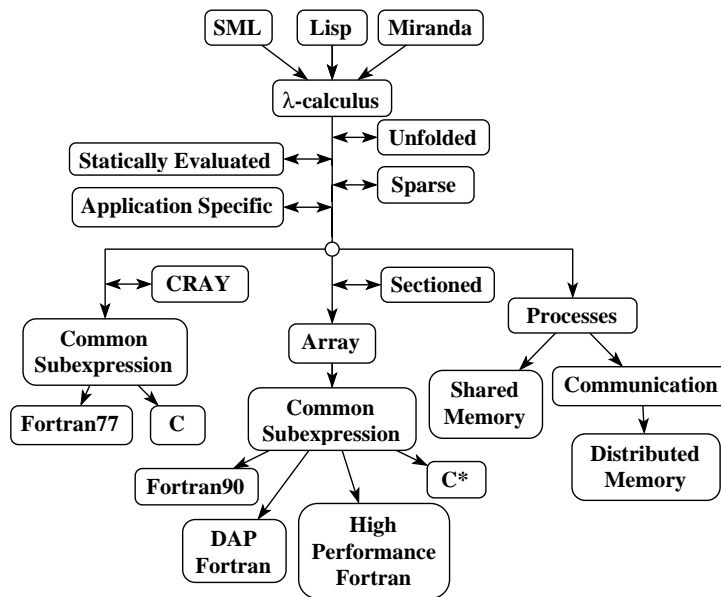 SML
Lisp
Miranda
λ-calculus
Unfolded
Statically Evaluated
Sparse
Application Specific
CRAY
Sectioned
Processes
Common
Subexpression
Array
Shared
Memory
Communication
Fortran77
C
Common
Subexpression
Distributed
Memory
Fortran90
C*
DAP
Fortran
High
Performance
Fortran